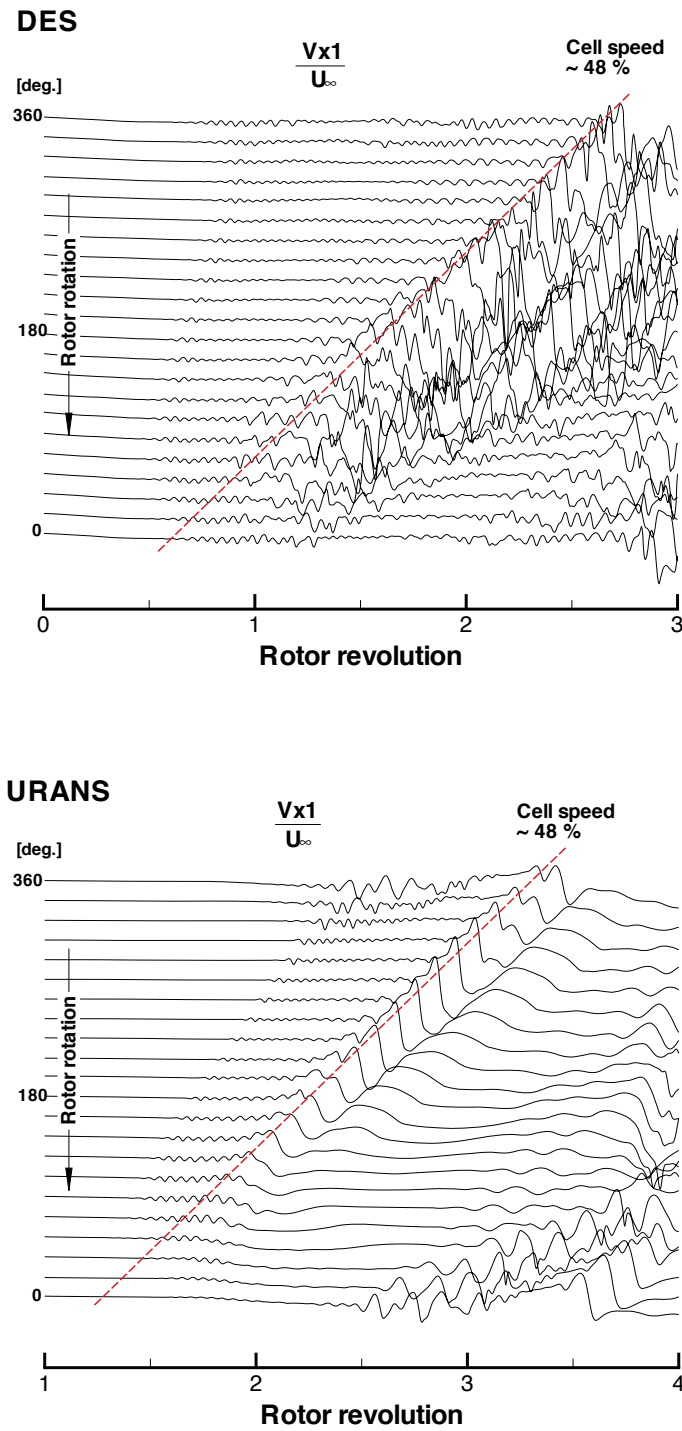 DES
Vx1
U∞
Cell speed
~ 48 %
[deg.]
360
180
0
Rotor rotation
0 1 2 3
Rotor revolution
URANS
Vx1
U∞
Cell speed
~ 48 %
[deg.]
360
180
0
Rotor rotation
1 2 3 4
Rotor revolution